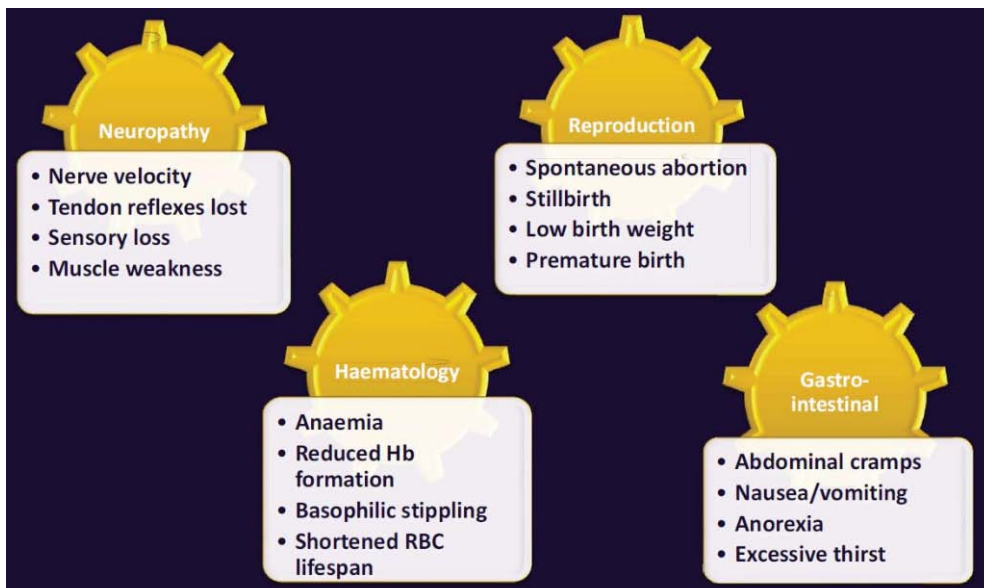 Neuropathy
• Nerve velocity
• Tendon reflexes lost
• Sensory loss
• Muscle weakness
Reproduction
• Spontaneous abortion
• Stillbirth
• Low birth weight
• Premature birth
Haematology
• Anaemia
• Reduced Hb
formation
• Basophilic stippling
• Shortened RBC
lifespan
Gastro-
intestinal
• Abdominal cramps
• Nausea/vomiting
• Anorexia
• Excessive thirst